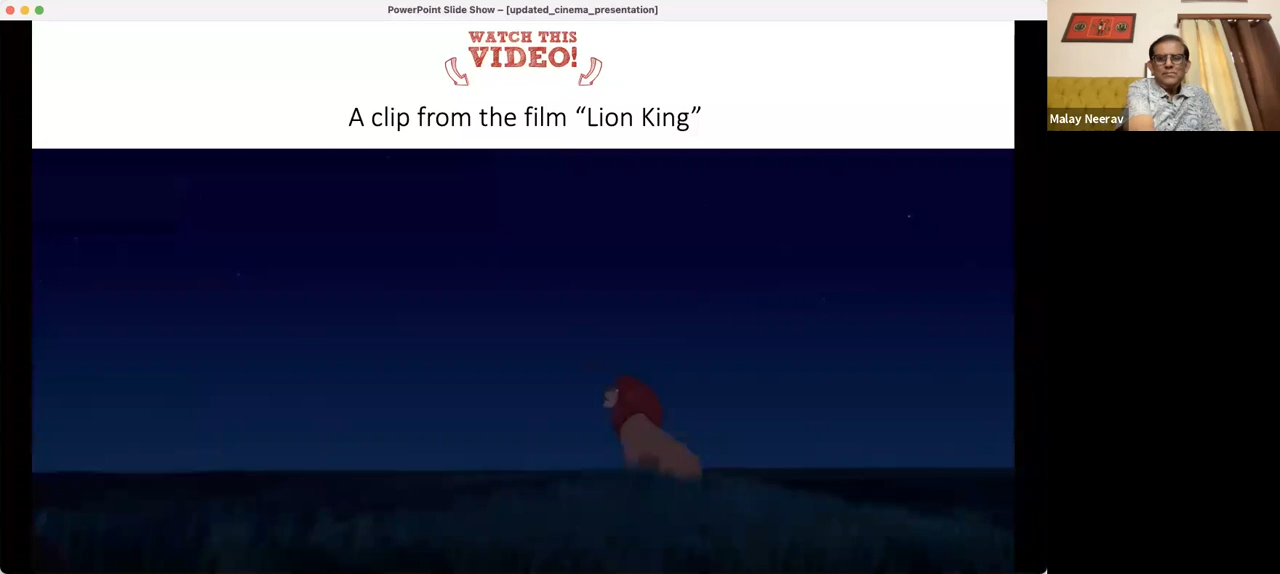 PowerPoint Slide Show – [updated_cinema_presentation]
WATCH THIS
VIDEO!
A clip from the film “Lion King”
Malay Neerav